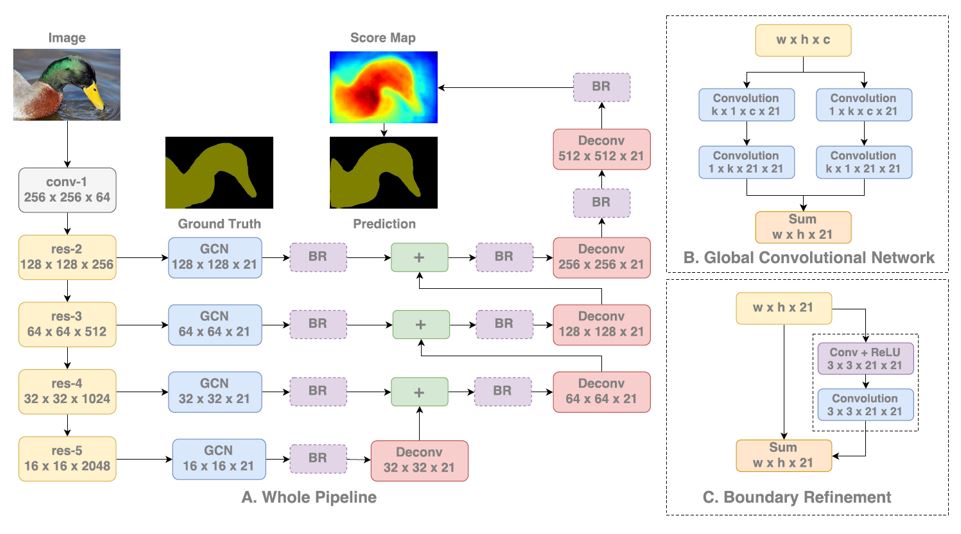 Image
Score Map
conv-1
256 x 256 x 64
Ground Truth
Prediction
BR
Deconv
512 x 512 x 21
BR
res-2
128 x 128 x 256
GCN
128 x 128 x 21
BR
+
BR
Deconv
256 x 256 x 21
res-3
64 x 64 x 512
GCN
64 x 64 x 21
BR
+
BR
Deconv
128 x 128 x 21
res-4
32 x 32 x 1024
GCN
32 x 32 x 21
BR
+
BR
Deconv
64 x 64 x 21
res-5
16 x 16 x 2048
GCN
16 x 16 x 21
BR
Deconv
32 x 32 x 21
A. Whole Pipeline
w x h x c
Convolution
k x 1 x c x 21
Convolution
1 x k x c x 21
Convolution
1 x k x 21 x 21
Convolution
k x 1 x 21 x 21
Sum
w x h x 21
B. Global Convolutional Network
w x h x 21
Conv + ReLU
3 x 3 x 21 x 21
Convolution
3 x 3 x 21 x 21
Sum
w x h x 21
C. Boundary Refinement